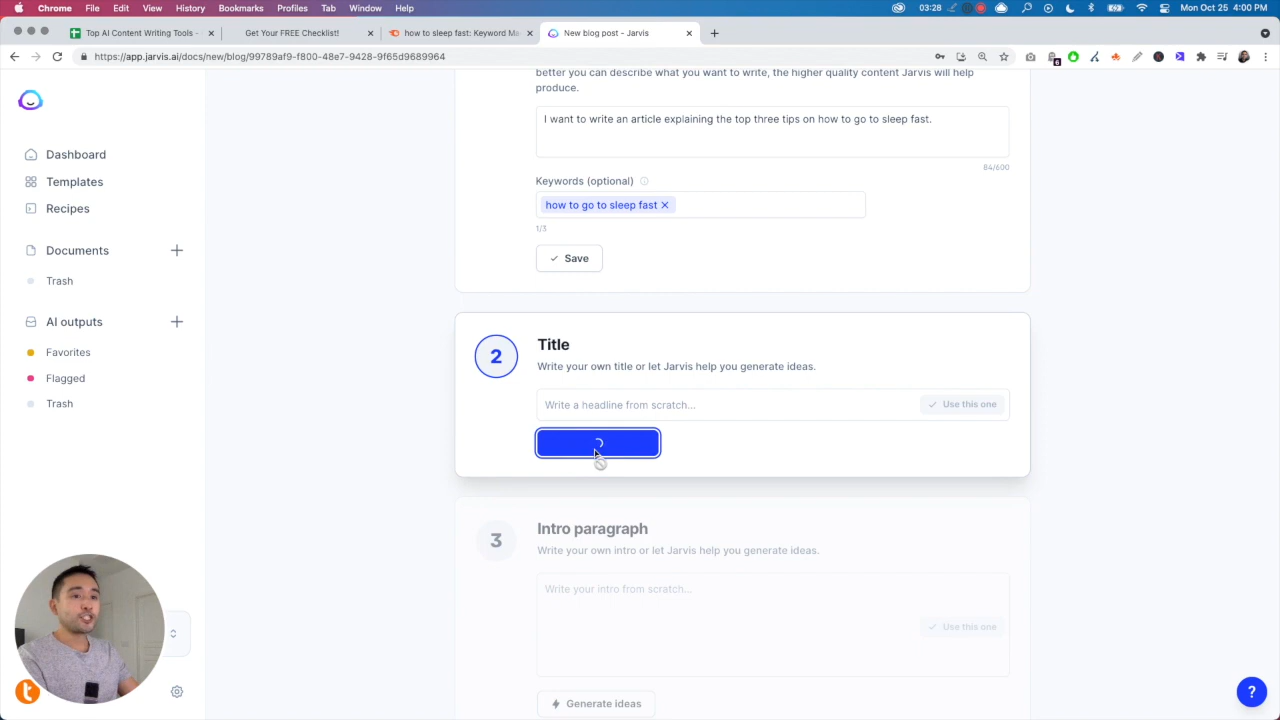 Chrome File Edit View History Bookmarks Profiles Tab Window Help 03:28 Mon Oct 25 4:00 PM
Top AI Content Writing Tools -
Get Your FREE Checklist!
how to sleep fast: Keyword Ma
New blog post - Jarvis
https://app.jarvis.ai/docs/new/blog/99789af9-f800-48e7-9428-9f65d9689964
better you can describe what you want to write, the higher quality content Jarvis will help
produce.
I want to write an article explaining the top three tips on how to go to sleep fast.
84/600
Keywords (optional)
how to go to sleep fast
1/3
Save
Dashboard
Templates
Recipes
Documents
Trash
AI outputs
Favorites
Flagged
Trash
2
Title
Write your own title or let Jarvis help you generate ideas.
Write a headline from scratch...
Use this one
3
Intro paragraph
Write your own intro or let Jarvis help you generate ideas.
Write your intro from scratch...
Use this one
Generate ideas
t
?